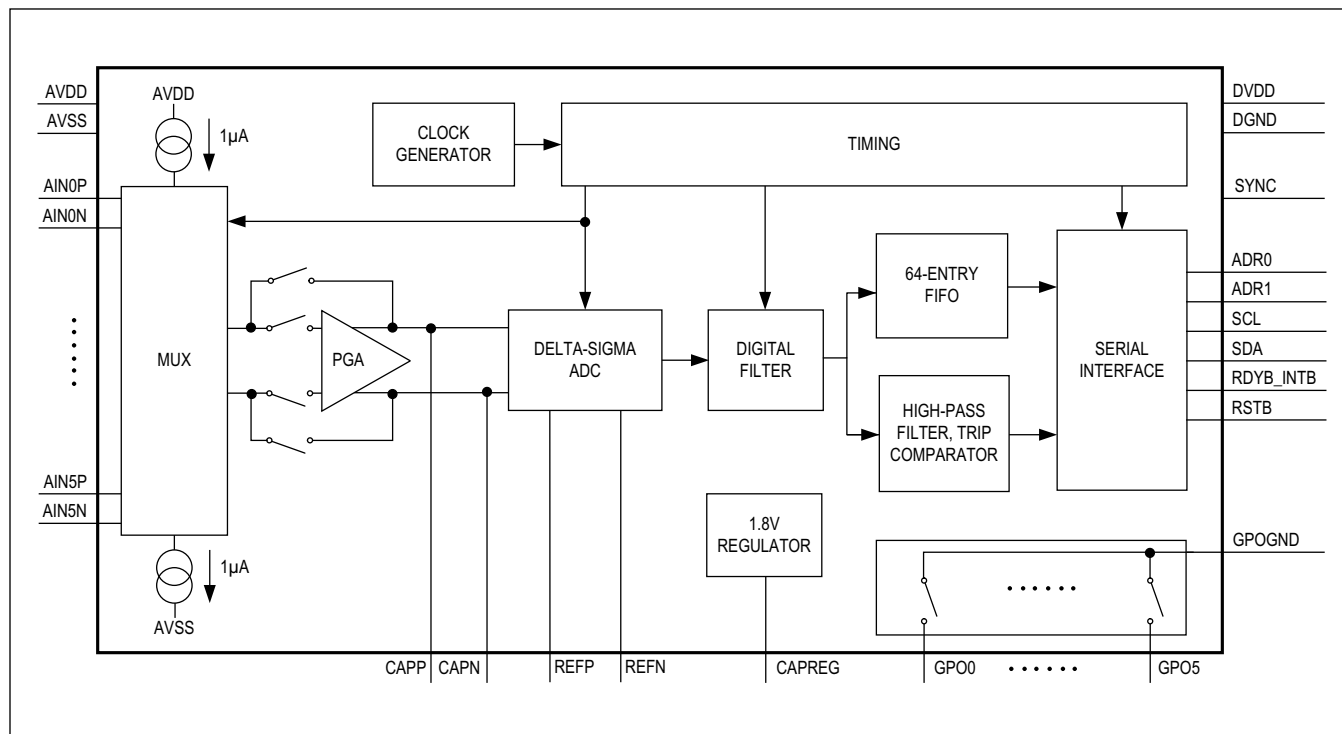 AVDD
AVSS
AIN0P
AIN0N
AIN5P
AIN5N
AVDD
1µA
MUX
1µA
AVSS
CLOCK
GENERATOR
TIMING
PGA
DELTA-SIGMA
ADC
DIGITAL
FILTER
64-ENTRY
FIFO
HIGH-PASS
FILTER, TRIP
COMPARATOR
SERIAL
INTERFACE
1.8V
REGULATOR
DVDD
DGND
SYNC
ADR0
ADR1
SCL
SDA
RDYB_INTB
RSTB
GPOGND
CAPP
CAPN
REFP
REFN
CAPREG
GPO0
GPO5